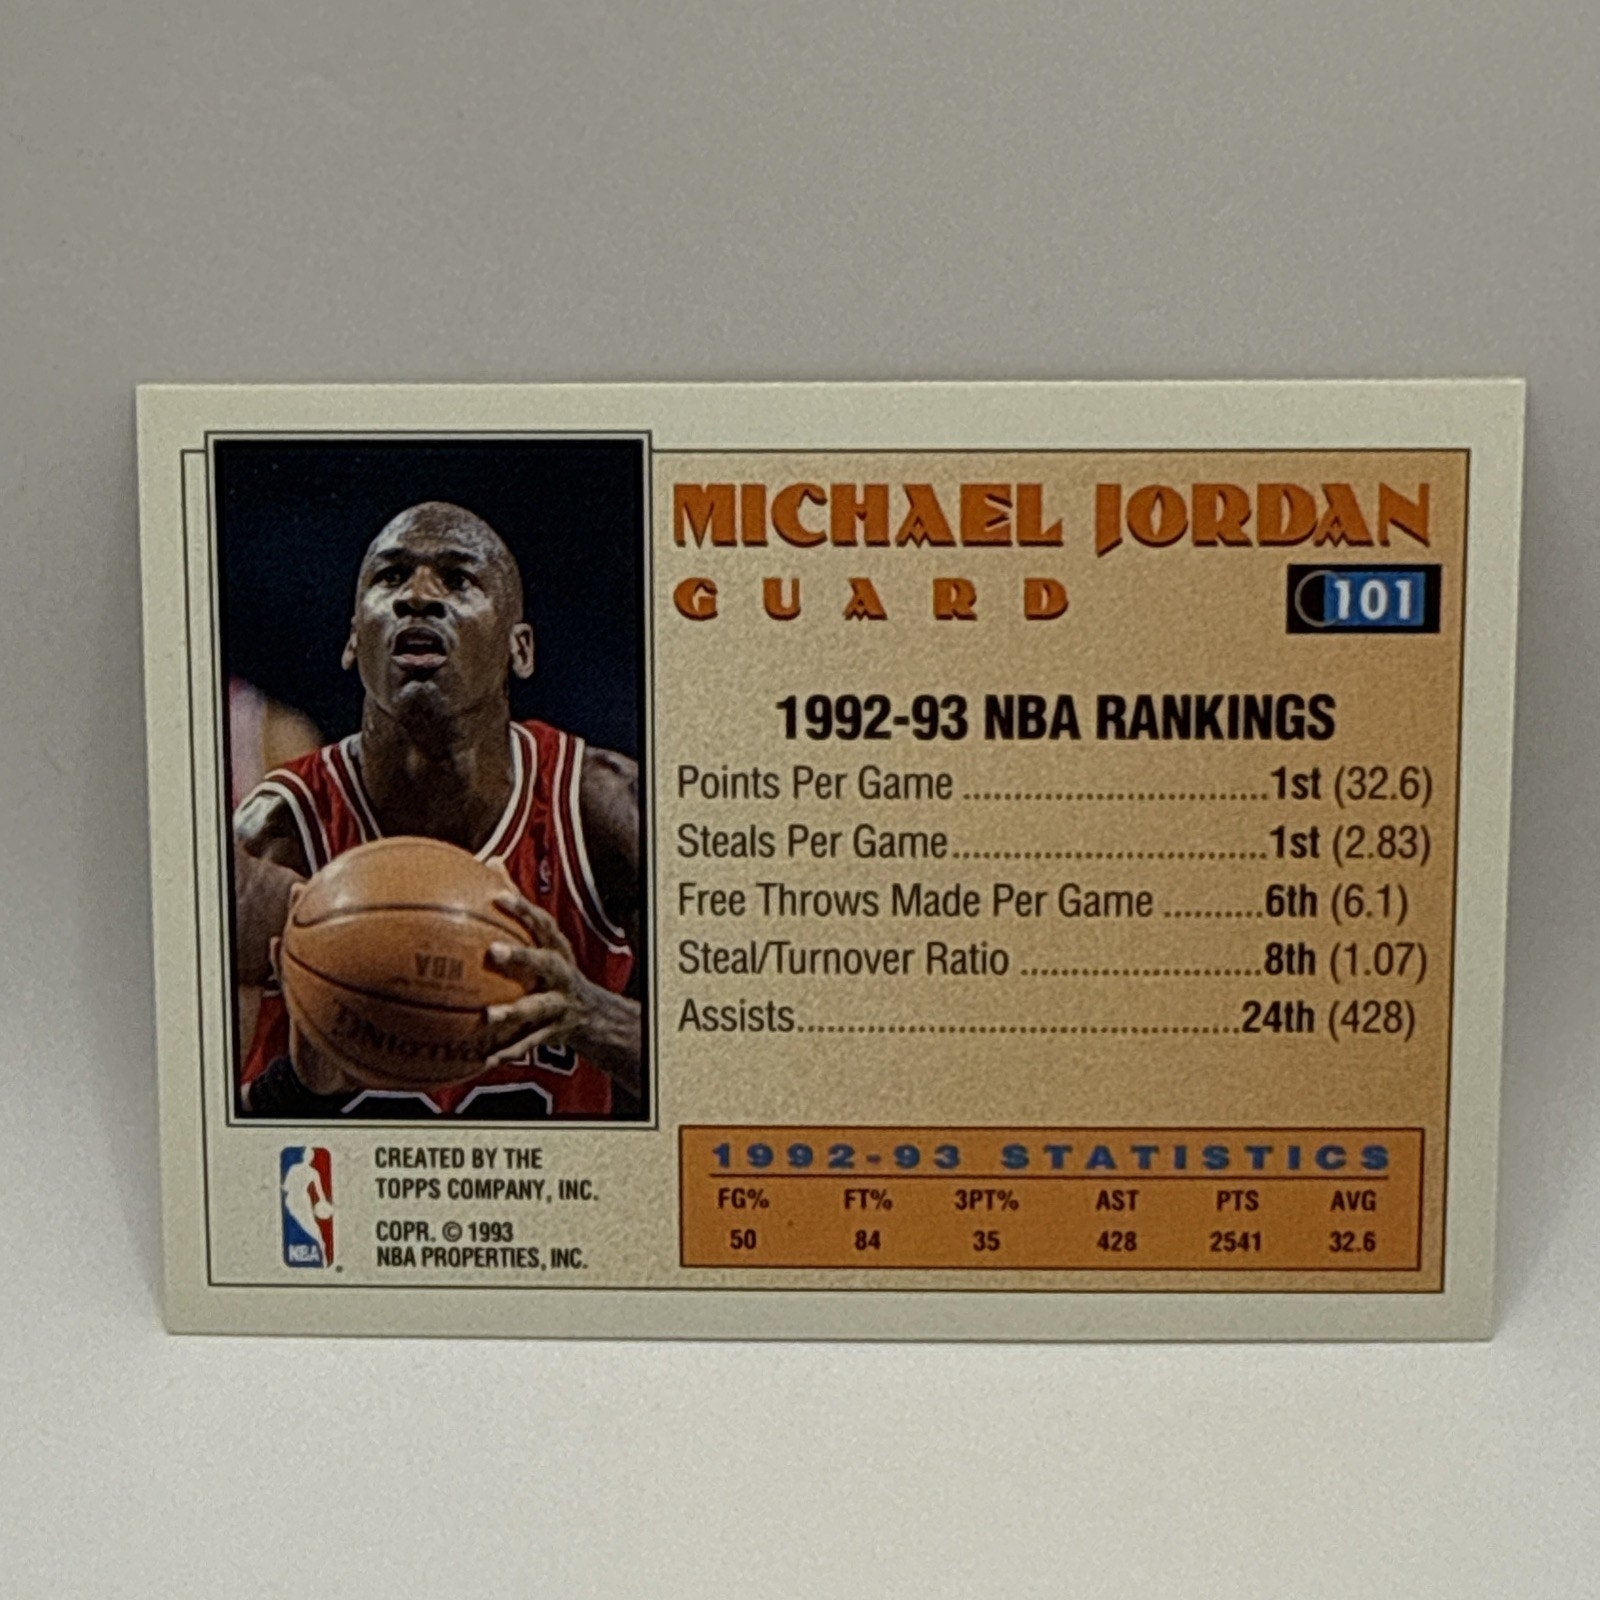 MICHAEL JORDAN
GUARD
101
1992-93 NBA RANKINGS
Points Per Game ..............................1st (32.6)
Steals Per Game...............................1st (2.83)
Free Throws Made Per Game ..........6th (6.1)
Steal/Turnover Ratio ........................8th (1.07)
Assists...........................................24th (428)
NBA
SPALDING
NBA
CREATED BY THE
TOPPS COMPANY, INC.
COPR. © 1993
NBA PROPERTIES, INC.
1992-93 STATISTICS
FG% FT% 3PT% AST PTS AVG
50 84 35 428 2541 32.6